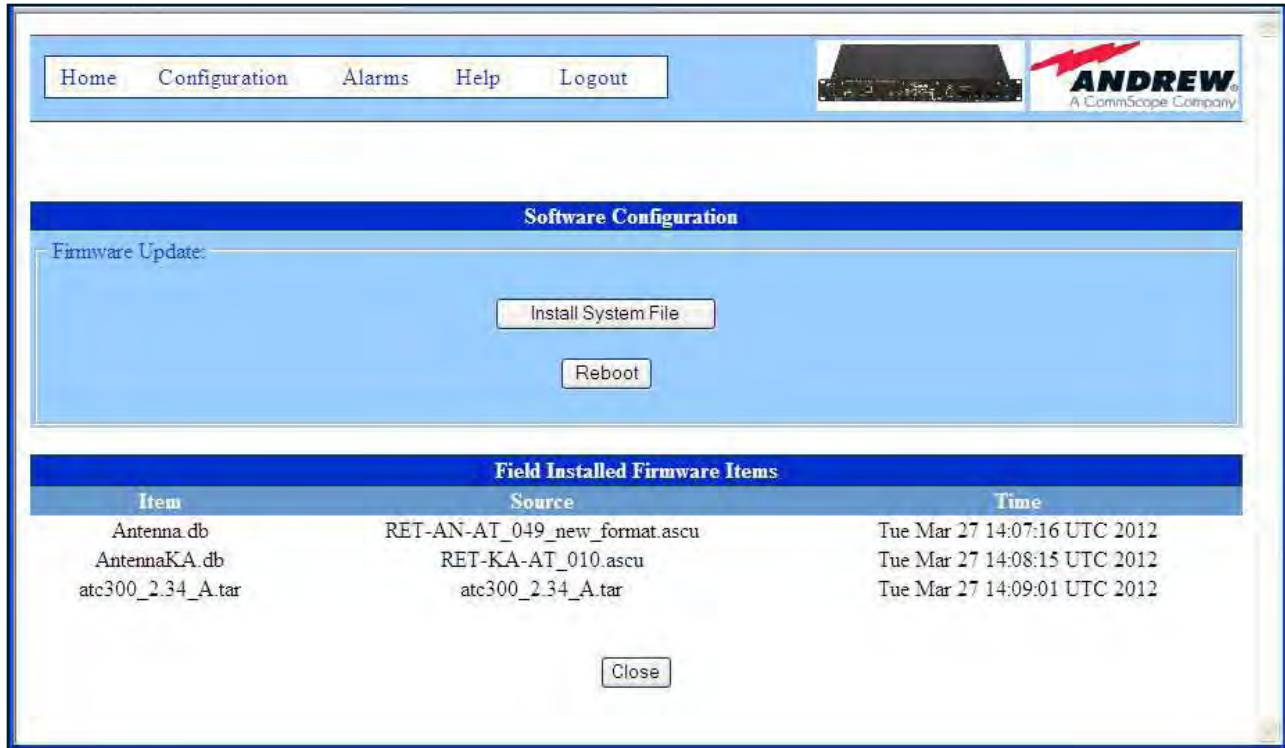 Home Configuration Alarms Help Logout
ANDREW.
A CommScope Company
Software Configuration
Firmware Update:
Install System File
Reboot
Field Installed Firmware Items
Item Source Time
Antenna.db RET-AN-AT_049_new_format.ascu Tue Mar 27 14:07:16 UTC 2012
AntennaKA.db RET-KA-AT_010.ascu Tue Mar 27 14:08:15 UTC 2012
atc300_2.34_A.tar atc300_2.34_A.tar Tue Mar 27 14:09:01 UTC 2012
Close